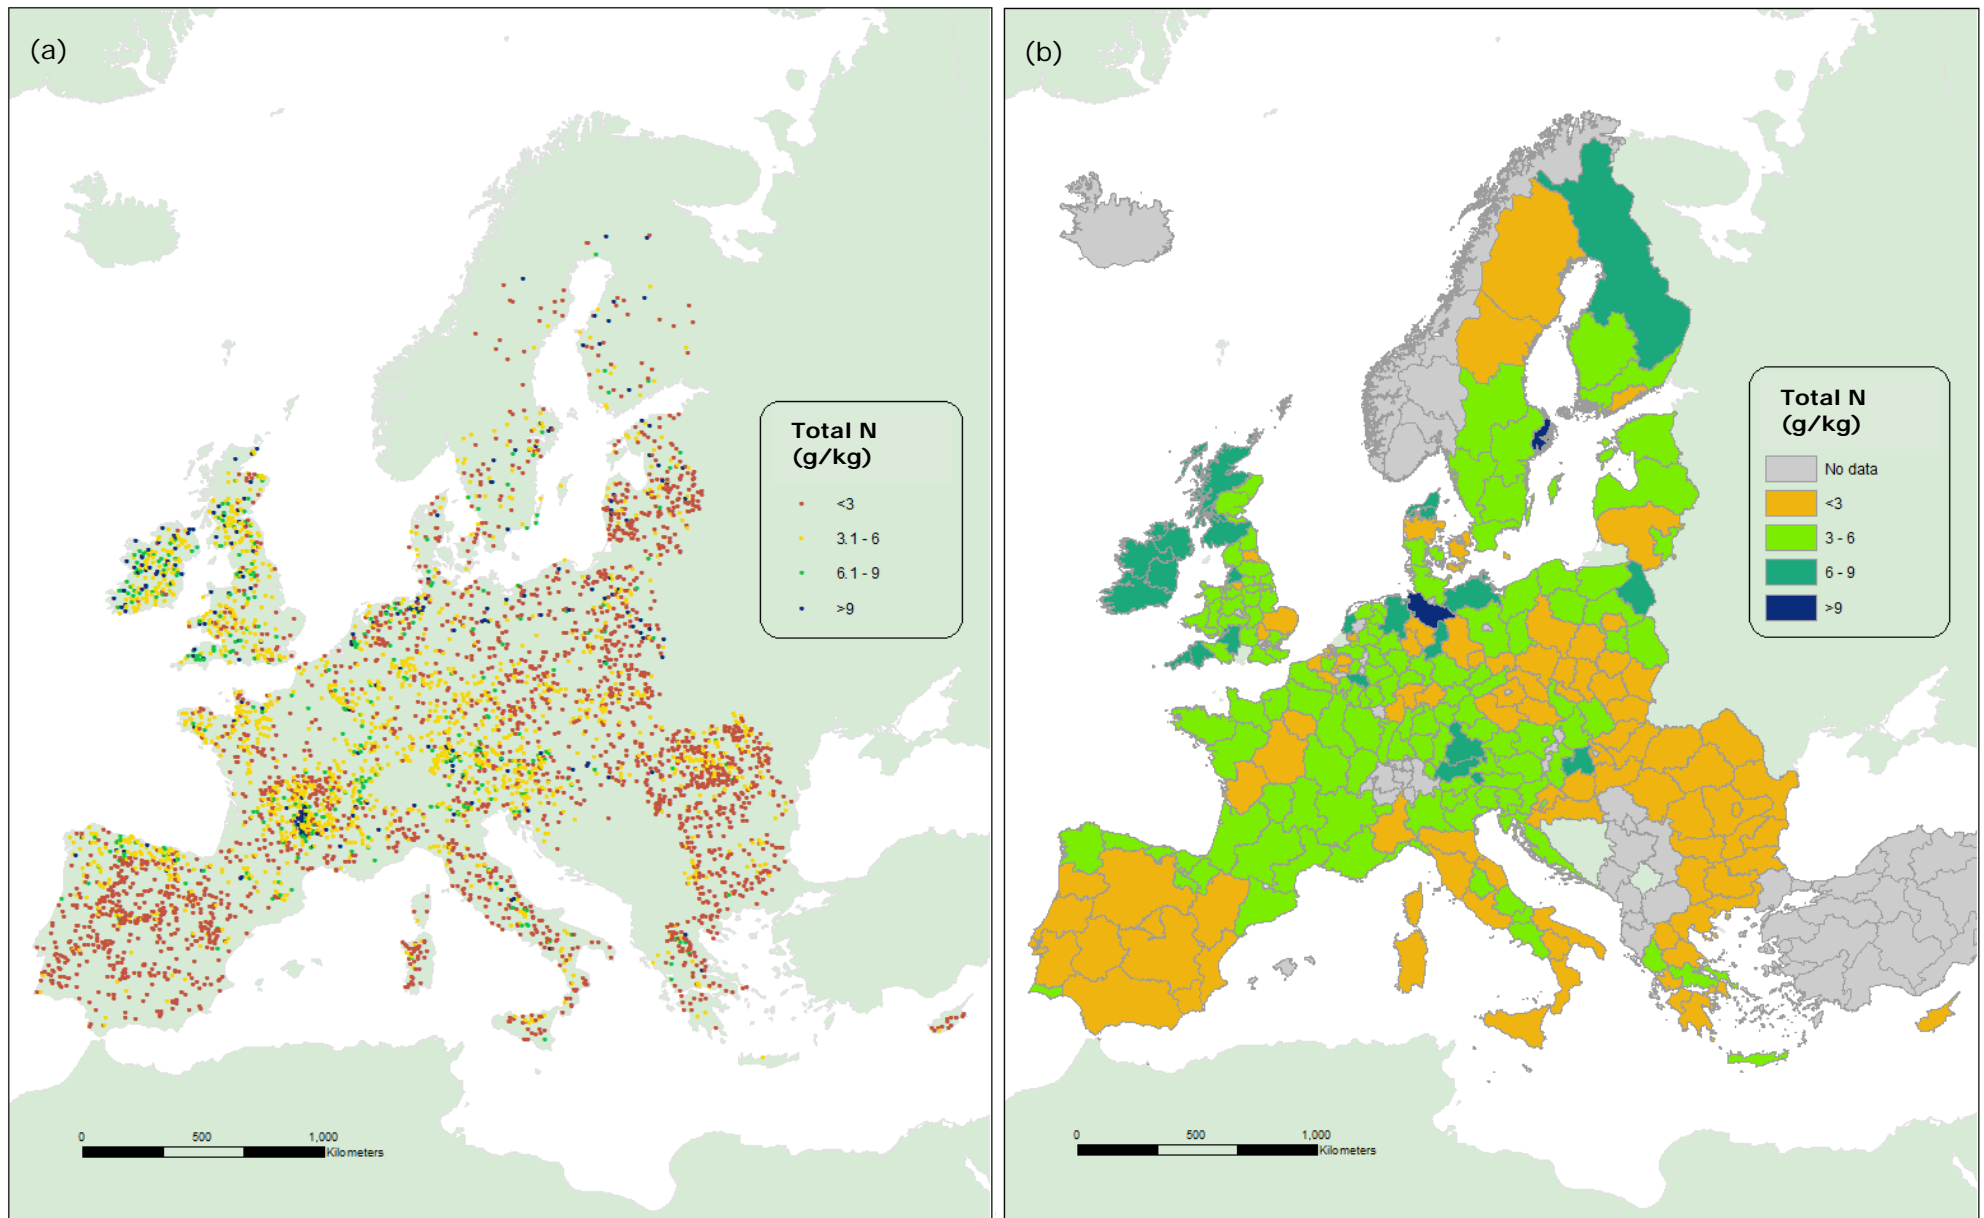 (a)
Total N
(g/kg)
<3
3.1 - 6
6.1 - 9
>9
0 500 1,000
Kilometers
(b)
Total N
(g/kg)
No data
<3
3 - 6
6 - 9
>9
0 500 1,000
Kilometers